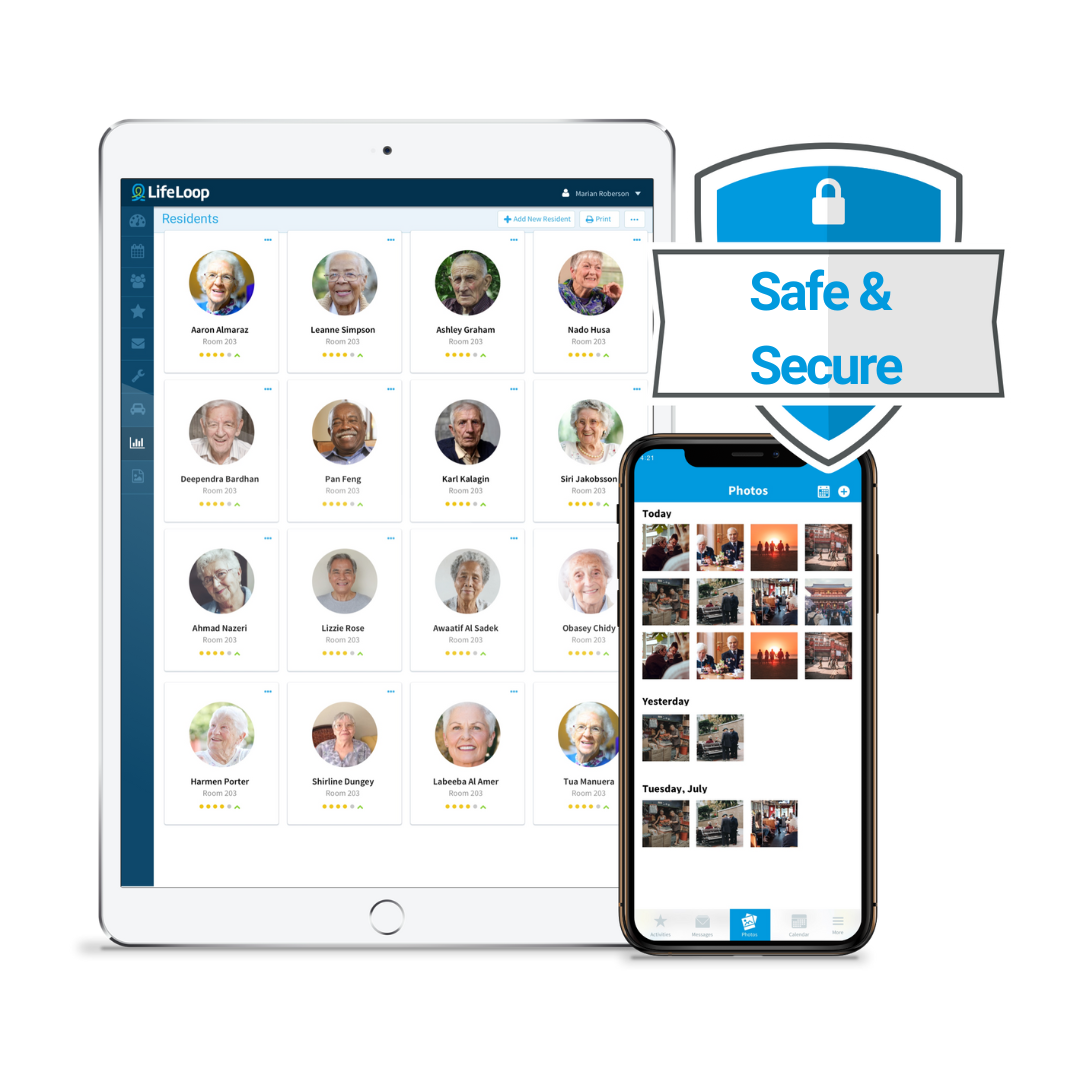 LifeLoop
Marian Roberson
Residents
Add New Resident
Print
Aaron Almaraz
Room 203
Leanne Simpson
Room 203
Ashley Graham
Room 203
Nado Husa
Room 203
Deependra Bardhan
Room 203
Pan Feng
Room 203
Karl Kalagin
Room 203
Siri Jakobsson
Room 203
Ahmad Nazeri
Room 203
Lizzie Rose
Room 203
Awaatif Al Sadek
Room 203
Obasey Chidy
Room 203
Harmen Porter
Room 203
Shirline Dungey
Room 203
Labeeba Al Amer
Room 203
Tua Manuera
Room 203
Safe &
Secure
4:21
Photos
Today
Yesterday
Tuesday, July
Activities
Messages
Photos
Calendar
More